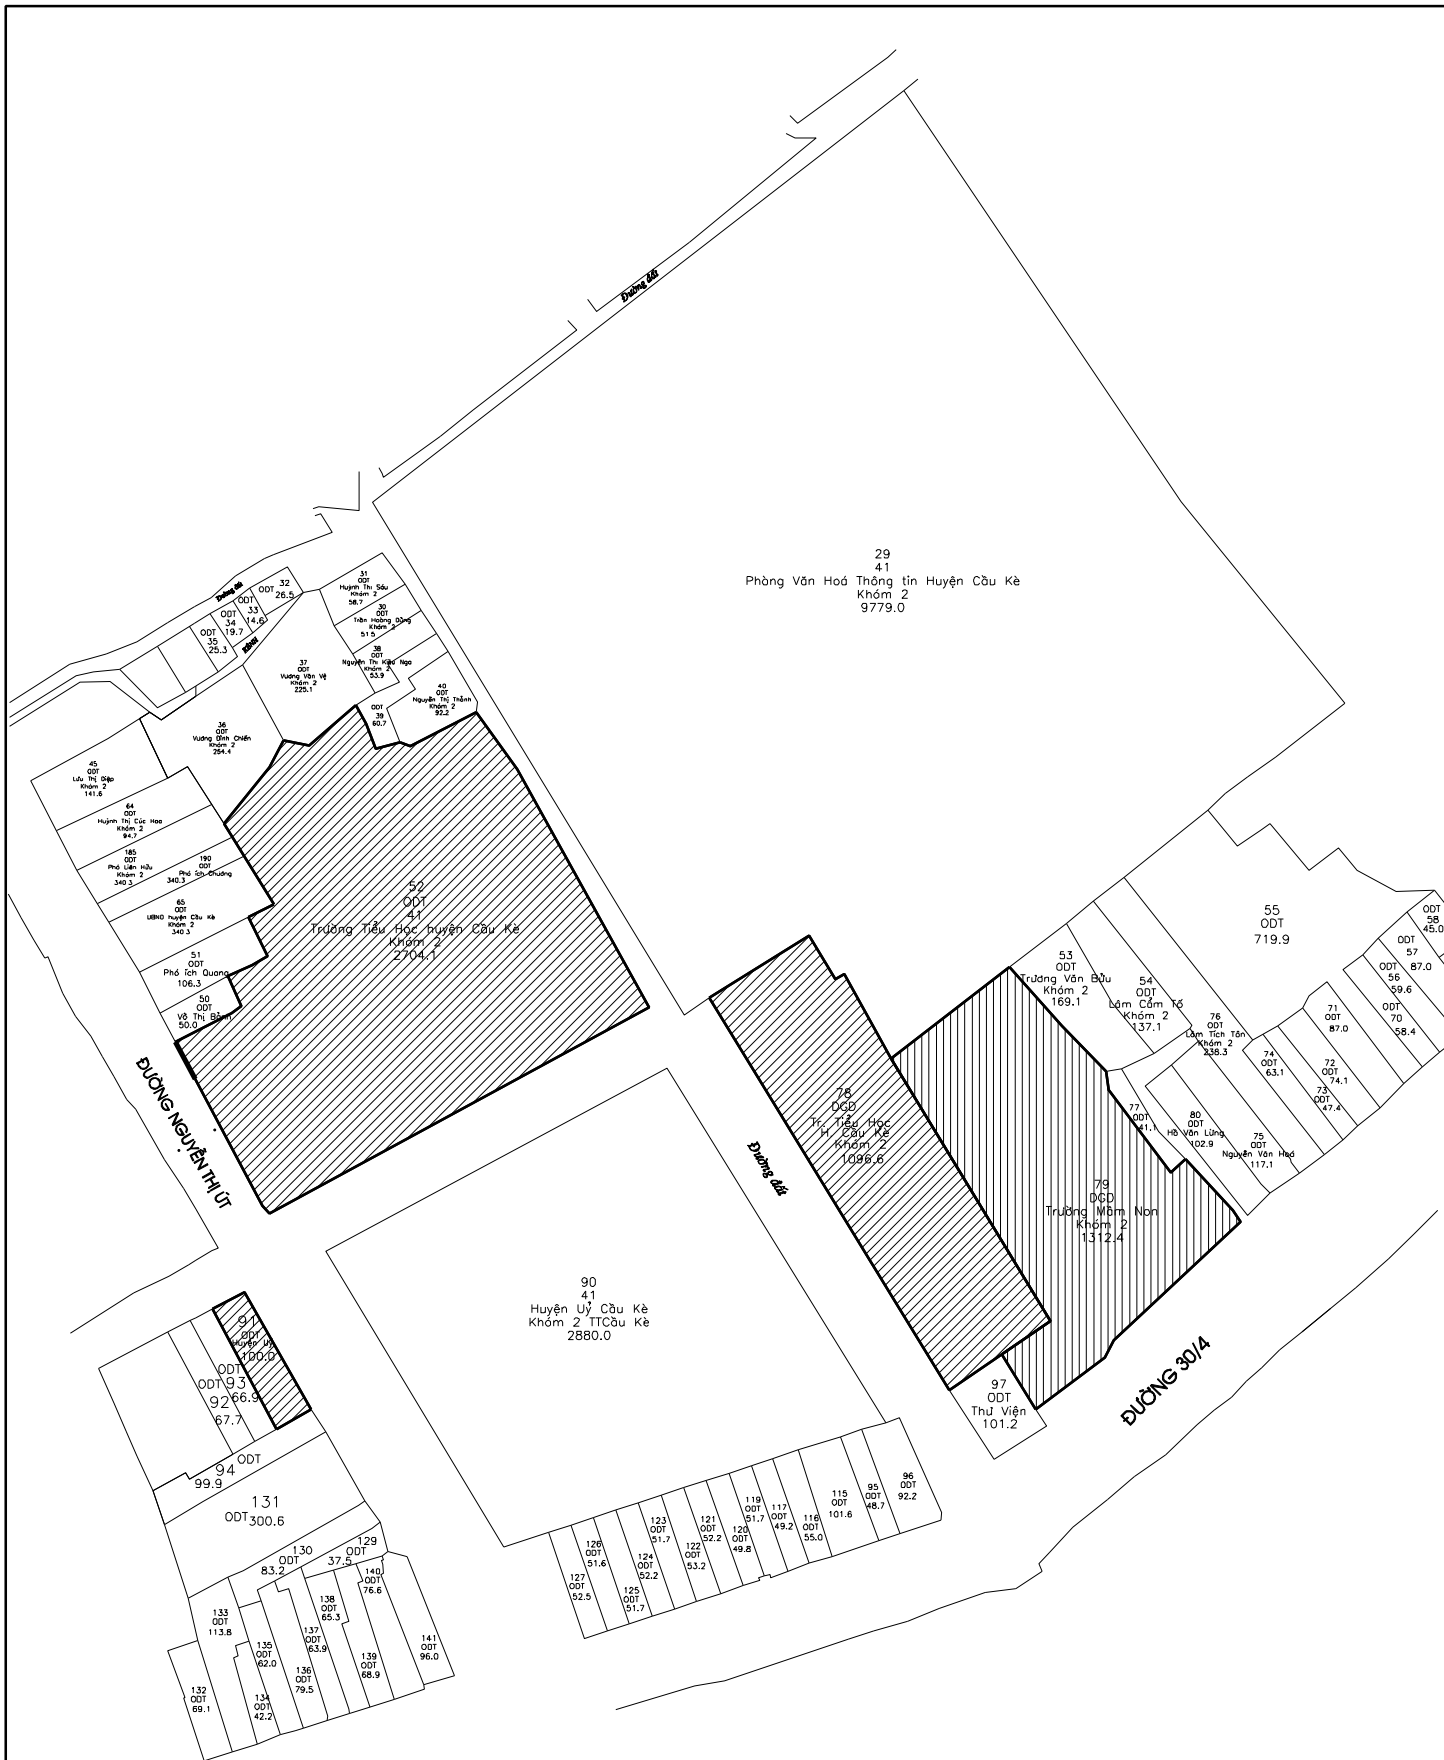 Đường đất
29
41
Phòng Văn Hoá Thông tin Huyện Cầu Kè
Khóm 2
9779.0
31
ODT
Huỳnh Thị Sáu
Khóm 2
58.7
30
ODT
Trần Hoàng Dũng
Khóm 2
51.5
38
ODT
Nguyễn Thị Kiều Nga
Khóm 2
53.9
40
ODT
Nguyễn Thị Thảnh
Khóm 2
92.2
ODT
39
60.7
Đường đất
ODT 32
26.5
ODT
33
14.6
ODT
34
19.7
ODT
35
25.3
37
ODT
Vương Văn Vệ
Khóm 2
225.1
36
ODT
Vương Đình Chiến
Khóm 2
254.4
45
ODT
Lưu Thị Diệp
Khóm 2
141.6
64
ODT
Huỳnh Thị Cúc Hoa
Khóm 2
94.7
185
ODT
Phó Liên Hữu
Khóm 2
340.3
190
ODT
Phó ích Chương
340.3
65
ODT
UBND huyện Cầu Kè
Khóm 2
340.3
51
ODT
Phó ích Quang
106.3
50
ODT
Võ Thị Bảnh
50.0
52
ODT
41
Trường Tiểu Học huyện Cầu Kè
Khóm 2
2704.1
ĐƯỜNG NGUYỄN THỊ ÚT
55
ODT
719.9
ODT
58
45.0
ODT
57
87.0
ODT
56
59.6
ODT
70
58.4
71
ODT
87.0
72
ODT
74.1
73
ODT
47.4
74
ODT
63.1
53
ODT
Trương Văn Bửu
Khóm 2
169.1
54
ODT
Lâm Cẩm Tố
Khóm 2
137.1
76
ODT
Lâm Tích Tôn
Khóm 2
238.3
77
ODT
41.1
80
ODT
Hồ Văn Lừng
102.9
75
ODT
Nguyễn Văn Hoá
117.1
78
DGD
Tr. Tiểu Học
H. Cầu Kè
Khóm 2
1096.6
79
DGD
Trường Mầm Non
Khóm 2
1312.4
Đường đất
90
41
Huyện Uỷ Cầu Kè
Khóm 2 TTCầu Kè
2880.0
97
ODT
Thư Viện
101.2
ĐƯỜNG 30/4
91
ODT
Huyện Uỷ
100.0
ODT
93
66.9
ODT
92
67.7
ODT
94
99.9
131
ODT 300.6
130
ODT
83.2
129
ODT
37.5
140
ODT
76.6
138
ODT
65.3
133
ODT
113.8
137
ODT
63.9
135
ODT
62.0
136
ODT
79.5
139
ODT
68.9
141
ODT
96.0
132
ODT
69.1
134
ODT
42.2
127
ODT
52.5
126
ODT
51.6
125
ODT
51.7
124
ODT
52.2
123
ODT
51.7
122
ODT
53.2
121
ODT
52.2
120
ODT
49.8
119
ODT
51.7
117
ODT
49.2
116
ODT
55.0
115
ODT
101.6
95
ODT
48.7
96
ODT
92.2